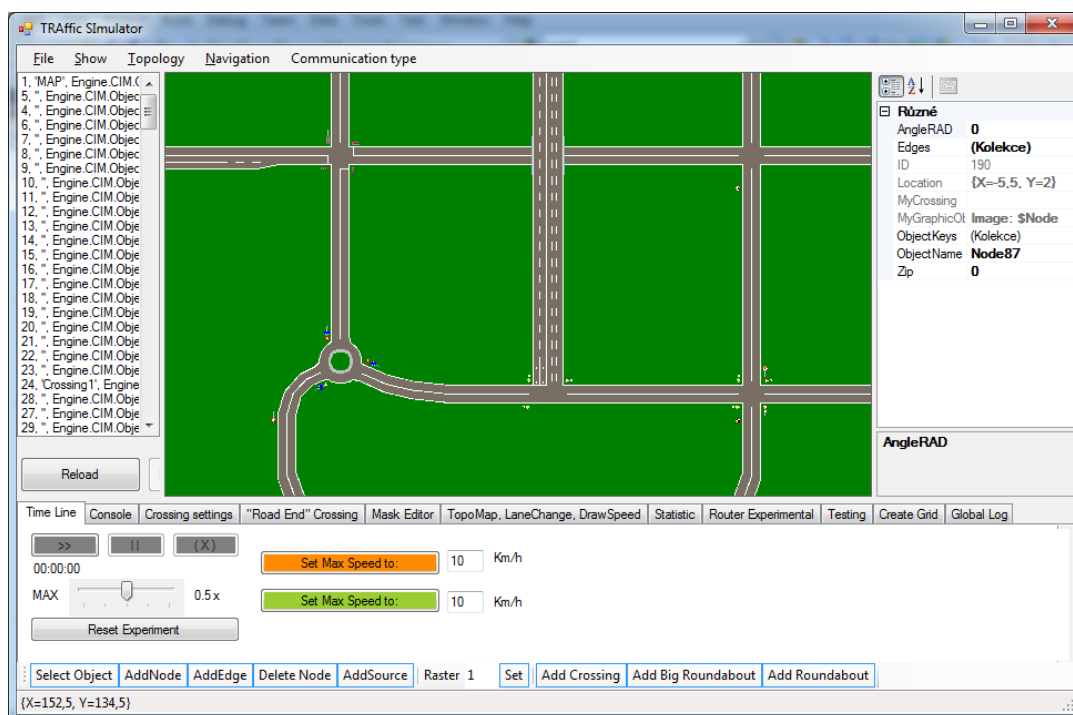 TRAffic SImulator
File Show Topology Navigation Communication type
1, 'MAP', Engine.CIM.(
5, '', Engine.CIM.Objec
4, '', Engine.CIM.Objec
6, '', Engine.CIM.Objec
7, '', Engine.CIM.Objec
8, '', Engine.CIM.Objec
9, '', Engine.CIM.Objec
10, '', Engine.CIM.Obje
11, '', Engine.CIM.Obje
12, '', Engine.CIM.Obje
13, '', Engine.CIM.Obje
14, '', Engine.CIM.Obje
15, '', Engine.CIM.Obje
16, '', Engine.CIM.Obje
17, '', Engine.CIM.Obje
18, '', Engine.CIM.Obje
19, '', Engine.CIM.Obje
20, '', Engine.CIM.Obje
21, '', Engine.CIM.Obje
22, '', Engine.CIM.Obje
23, '', Engine.CIM.Obje
24, 'Crossing1', Engine
28, '', Engine.CIM.Obje
27, '', Engine.CIM.Obje
29, '', Engine.CIM.Obje
Reload
Různé
AngleRAD 0
Edges (Kolekce)
ID 190
Location {X=-5,5, Y=2}
MyCrossing
MyGraphicOt Image: $Node
ObjectKeys (Kolekce)
ObjectName Node87
Zip 0
AngleRAD
Time Line Console Crossing settings "Road End" Crossing Mask Editor TopoMap, LaneChange, DrawSpeed Statistic Router Experimental Testing Create Grid Global Log
>> || (X)
00:00:00
MAX 0.5 x
Reset Experiment
Set Max Speed to: 10 Km/h
Set Max Speed to: 10 Km/h
Select Object AddNode AddEdge Delete Node AddSource Raster 1 Set Add Crossing Add Big Roundabout Add Roundabout
{X=152,5, Y=134,5}